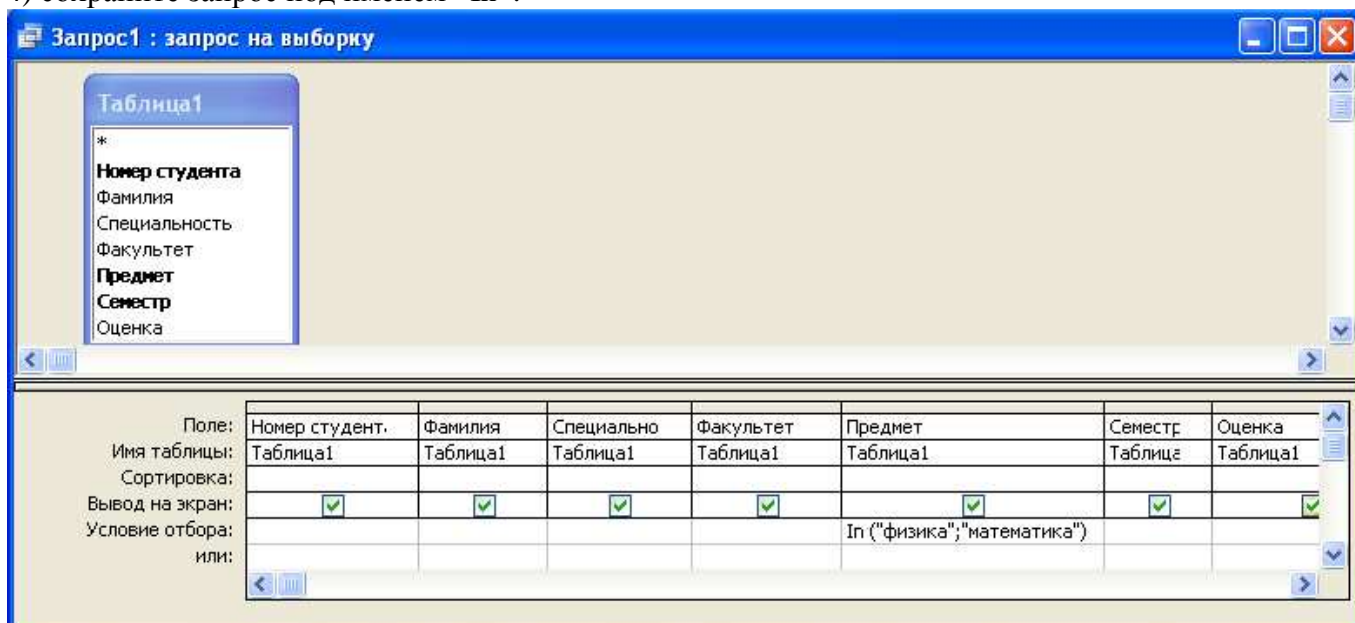 Запрос1 : запрос на выборку
Таблица1
*
Номер студента
Фамилия
Специальность
Факультет
Предмет
Семестр
Оценка
Поле: Номер студент. Фамилия Специально Факультет Предмет Семестр Оценка
Имя таблицы: Таблица1 Таблица1 Таблица1 Таблица1 Таблица1 Таблица Таблица1
Сортировка:
Вывод на экран:
Условие отбора: In ("физика";"математика")
или: